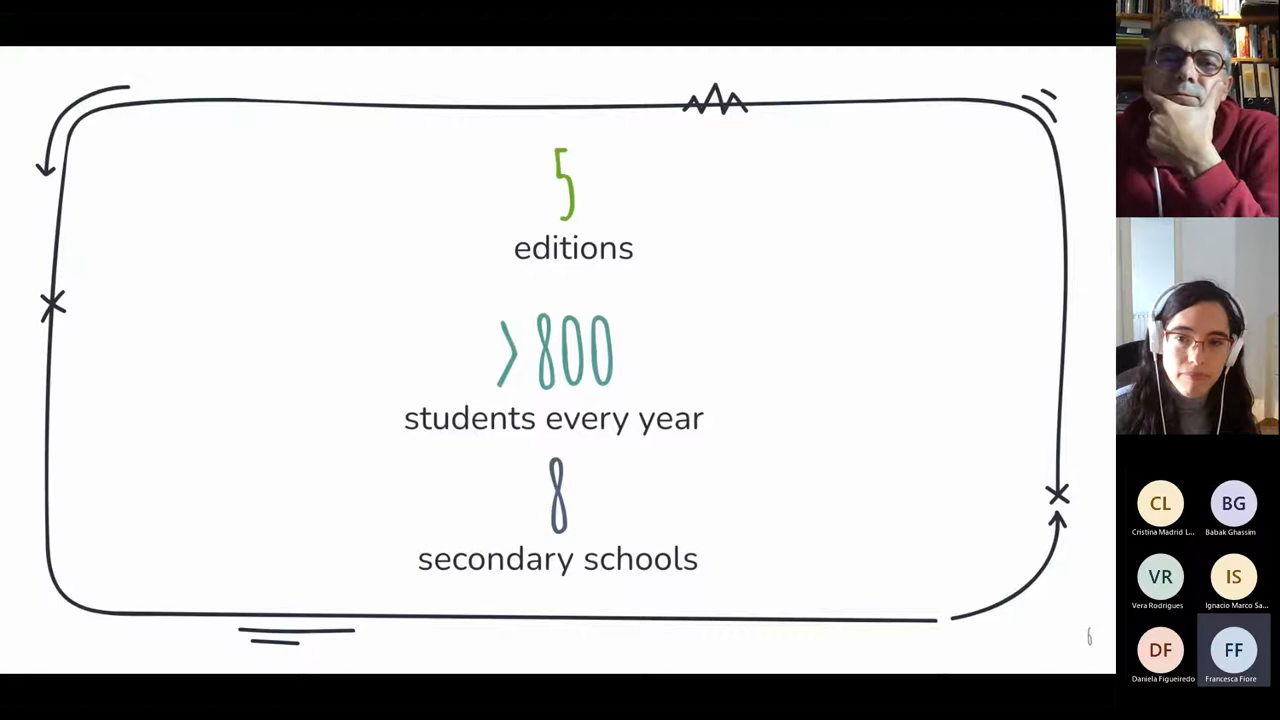 5
editions
>800
students every year
8
secondary schools
6
CL
BG
Cristina Madrid L...
Babak Ghassim
VR
IS
Vera Rodrigues
Ignacio Marco Sa...
DF
FF
Daniela Figueiredo
Francesca Fiore